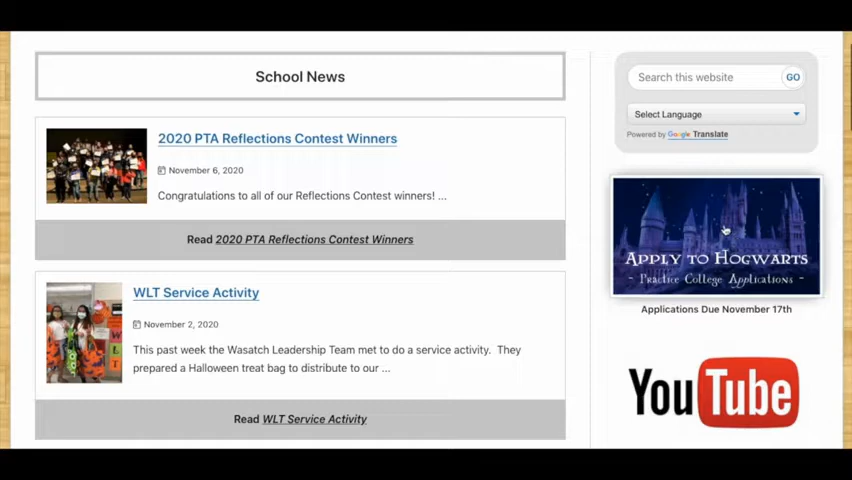 School News
2020 PTA Reflections Contest Winners
November 6, 2020
Congratulations to all of our Reflections Contest winners! ...
Read 2020 PTA Reflections Contest Winners
WLT Service Activity
November 2, 2020
This past week the Wasatch Leadership Team met to do a service activity. They
prepared a Halloween treat bag to distribute to our ...
Read WLT Service Activity
Search this website GO
Select Language
Powered by Google Translate
APPLY TO HOGWARTS
- PRACTICE COLLEGE APPLICATIONS -
Applications Due November 17th
YouTube